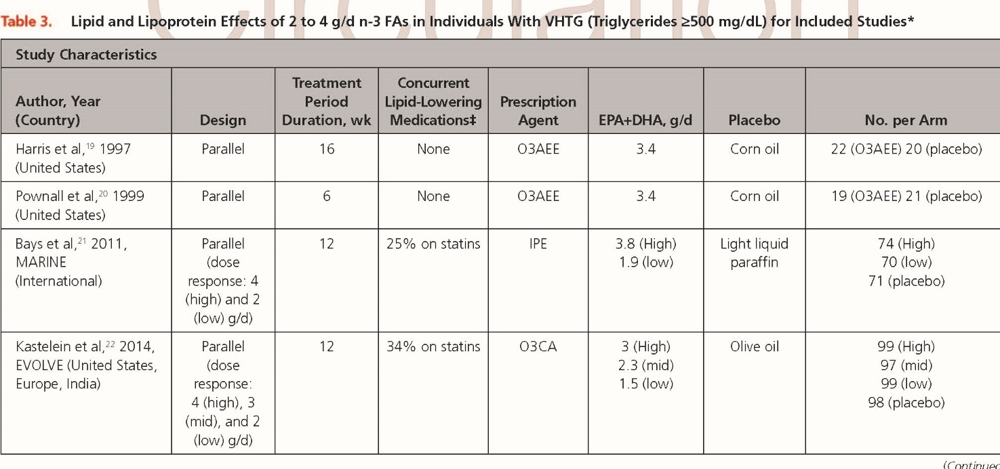 Circulation
Table 3. Lipid and Lipoprotein Effects of 2 to 4 g/d n-3 FAs in Individuals With VHTG (Triglycerides ≥500 mg/dL) for Included Studies*
Study Characteristics
Author, Year (Country) Design Treatment Period Duration, wk Concurrent Lipid-Lowering Medications‡ Prescription Agent EPA+DHA, g/d Placebo No. per Arm
Harris et al,19 1997 Parallel 16 None O3AEE 3.4 Corn oil 22 (O3AEE) 20 (placebo)
(United States)
Pownall et al,20 1999 Parallel 6 None O3AEE 3.4 Corn oil 19 (O3AEE) 21 (placebo)
(United States)
Bays et al,21 2011, Parallel 12 25% on statins IPE 3.8 (High) Light liquid 74 (High)
MARINE (dose 1.9 (low) paraffin 70 (low)
(International) response: 4 71 (placebo)
(high) and 2
(low) g/d)
Kastelein et al,22 2014, Parallel 12 34% on statins O3CA 3 (High) Olive oil 99 (High)
EVOLVE (United States, (dose 2.3 (mid) 97 (mid)
Europe, India) response: 1.5 (low) 99 (low)
4 (high), 3 98 (placebo)
(mid), and 2
(low) g/d)
(Continued